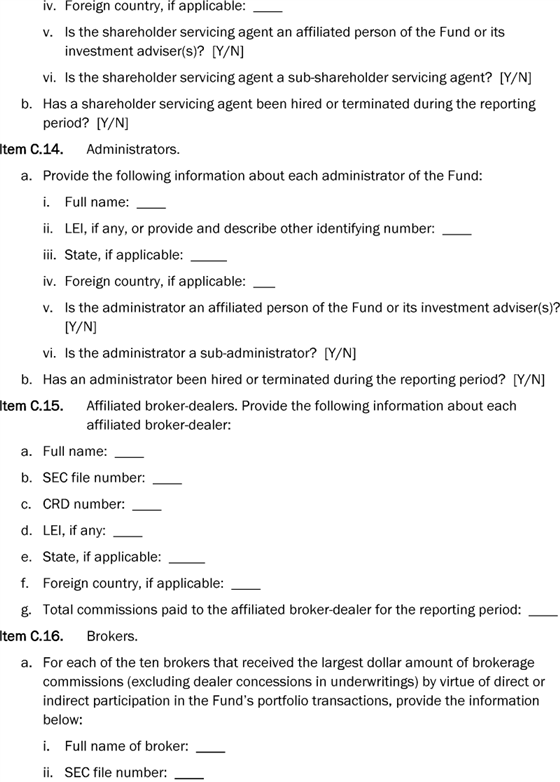 iv. Foreign country, if applicable: ____
v. Is the shareholder servicing agent an affiliated person of the Fund or its
investment adviser(s)? [Y/N]
vi. Is the shareholder servicing agent a sub-shareholder servicing agent? [Y/N]
b. Has a shareholder servicing agent been hired or terminated during the reporting
period? [Y/N]
Item C.14. Administrators.
a. Provide the following information about each administrator of the Fund:
i. Full name: ____
ii. LEI, if any, or provide and describe other identifying number: ____
iii. State, if applicable: _____
iv. Foreign country, if applicable: ___
v. Is the administrator an affiliated person of the Fund or its investment adviser(s)?
[Y/N]
vi. Is the administrator a sub-administrator? [Y/N]
b. Has an administrator been hired or terminated during the reporting period? [Y/N]
Item C.15. Affiliated broker-dealers. Provide the following information about each
affiliated broker-dealer:
a. Full name: ____
b. SEC file number: ____
c. CRD number: ____
d. LEI, if any: ____
e. State, if applicable: _____
f. Foreign country, if applicable: ____
g. Total commissions paid to the affiliated broker-dealer for the reporting period: ____
Item C.16. Brokers.
a. For each of the ten brokers that received the largest dollar amount of brokerage
commissions (excluding dealer concessions in underwritings) by virtue of direct or
indirect participation in the Fund's portfolio transactions, provide the information
below:
i. Full name of broker: ____
ii. SEC file number: ____